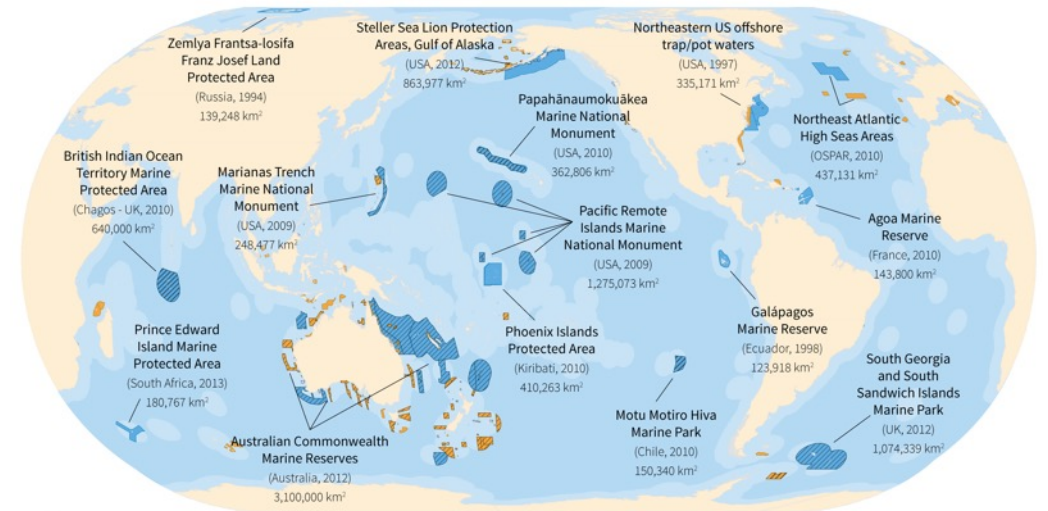 Zemlya Frantsa-Iosifa
Franz Josef Land
Protected Area
(Russia, 1994)
139,248 km²
Steller Sea Lion Protection
Areas, Gulf of Alaska
(USA, 2012)
863,977 km²
Northeastern US offshore
trap/pot waters
(USA, 1997)
335,171 km²
Papahānaumokuākea
Marine National
Monument
(USA, 2010)
362,806 km²
Northeast Atlantic
High Seas Areas
(OSPAR, 2010)
437,131 km²
British Indian Ocean
Territory Marine
Protected Area
(Chagos - UK, 2010)
640,000 km²
Marianas Trench
Marine National
Monument
(USA, 2009)
248,477 km²
Pacific Remote
Islands Marine
National Monument
(USA, 2009)
1,275,073 km²
Agoa Marine
Reserve
(France, 2010)
143,800 km²
Prince Edward
Island Marine
Protected Area
(South Africa, 2013)
180,767 km²
Phoenix Islands
Protected Area
(Kiribati, 2010)
410,263 km²
Galápagos
Marine Reserve
(Ecuador, 1998)
123,918 km²
South Georgia
and South
Sandwich Islands
Marine Park
(UK, 2012)
1,074,339 km²
Motu Motiro Hiva
Marine Park
(Chile, 2010)
150,340 km²
Australian Commonwealth
Marine Reserves
(Australia, 2012)
3,100,000 km²